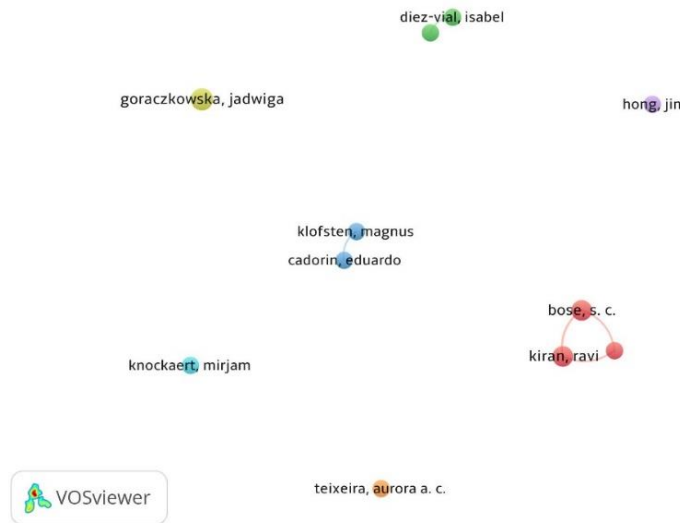 diez-vial, isabel
goraczkowska, jadwiga
hong, jin
klofsten, magnus
cadorin, eduardo
bose, s. c.
kiran, ravi
knockaert, mirjam
teixeira, aurora a. c.
VOSviewer